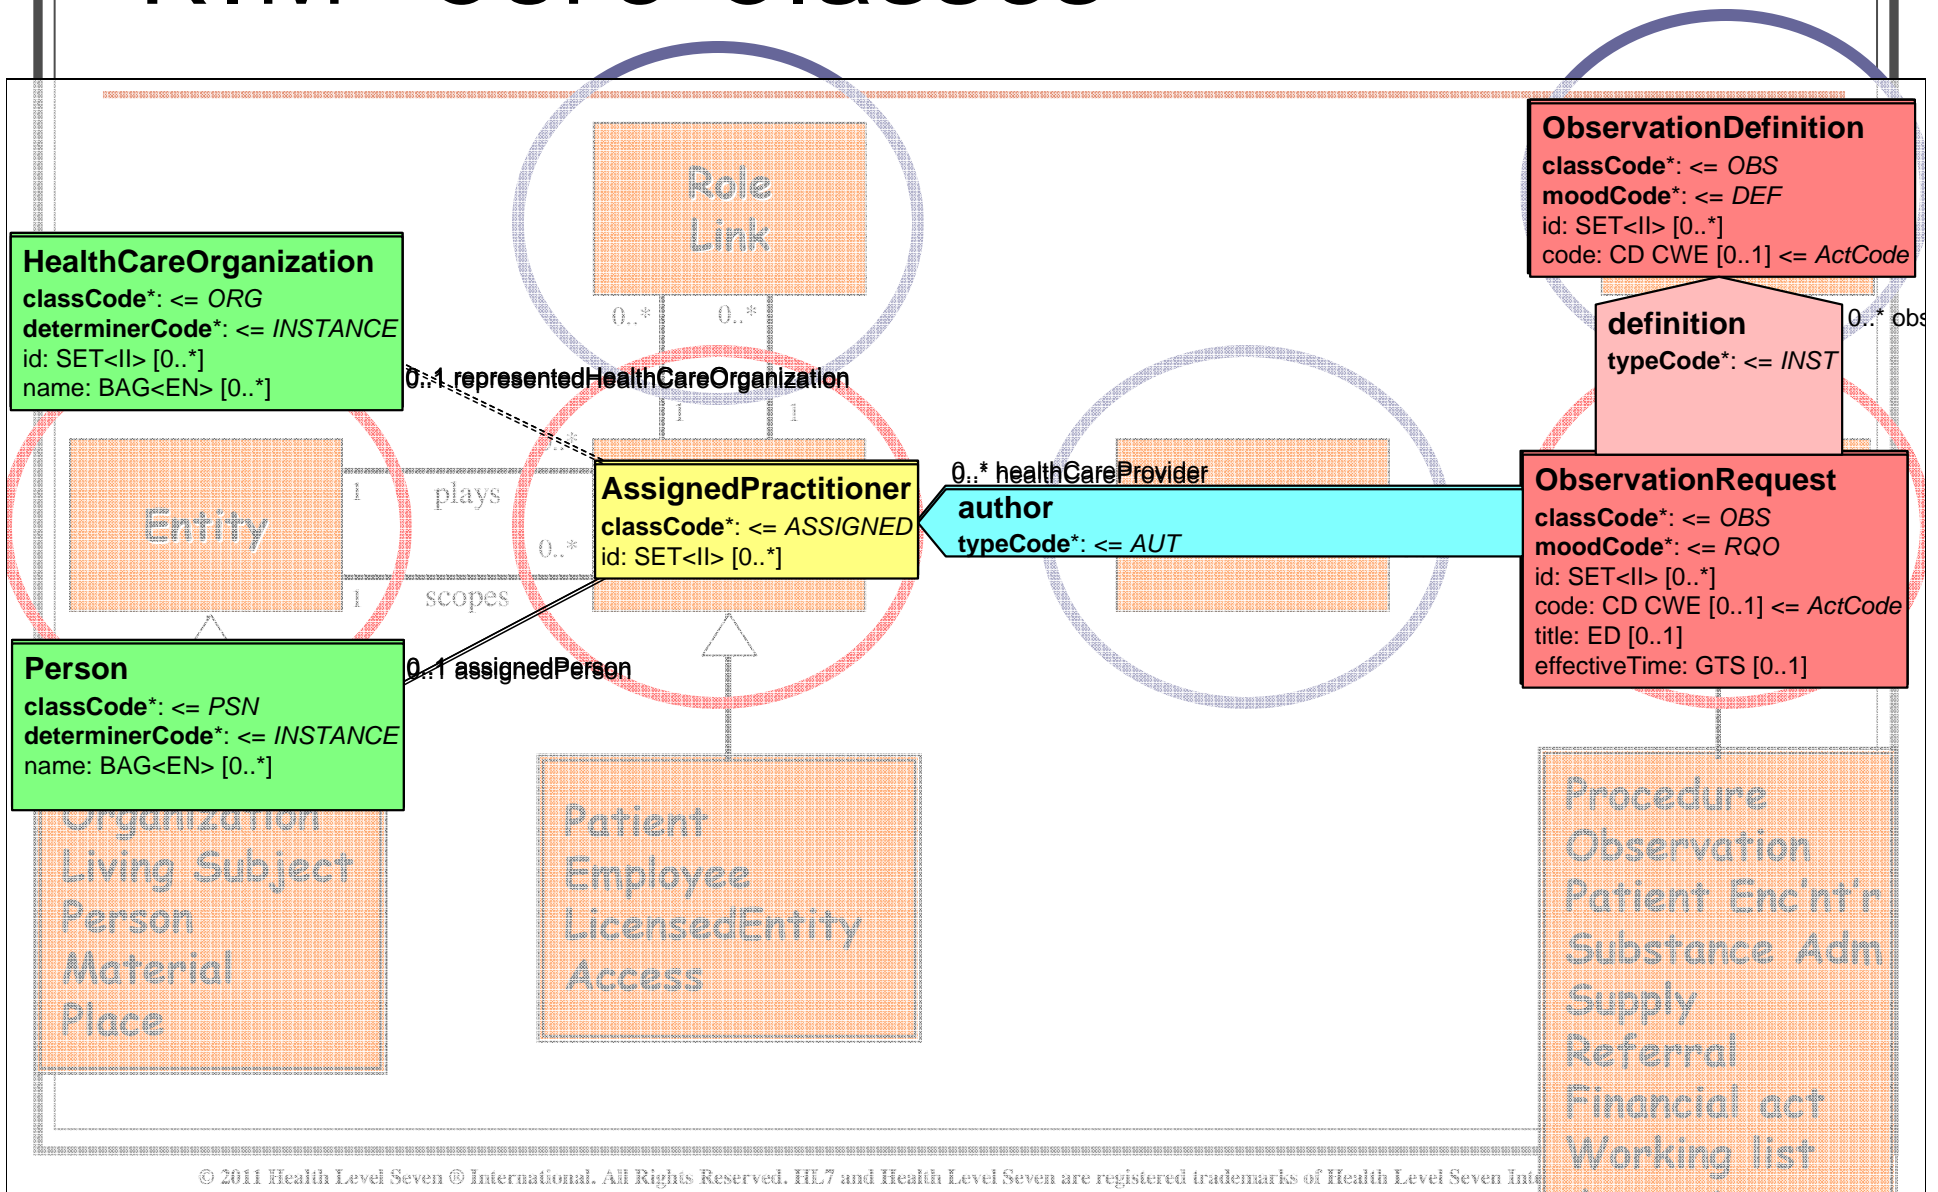 RIM Core Classes
Role
Link
0..*
0..*
ObservationDefinition
classCode*: <= OBS
moodCode*: <= DEF
id: SET<II> [0..*]
code: CD CWE [0..1] <= ActCode
HealthCareOrganization
classCode*: <= ORG
determinerCode*: <= INSTANCE
id: SET<II> [0..*]
name: BAG<EN> [0..*]
0..1 representedHealthCareOrganization
1
1
definition
typeCode*: <= INST
0..* obs
Entity
1
plays
0..*
1
scopes
0..*
AssignedPractitioner
classCode*: <= ASSIGNED
id: SET<II> [0..*]
0..* healthCareProvider
author
typeCode*: <= AUT
ObservationRequest
classCode*: <= OBS
moodCode*: <= RQO
id: SET<II> [0..*]
code: CD CWE [0..1] <= ActCode
title: ED [0..1]
effectiveTime: GTS [0..1]
Person
classCode*: <= PSN
determinerCode*: <= INSTANCE
name: BAG<EN> [0..*]
0..1 assignedPerson
Organization
Living Subject
Person
Material
Place
Patient
Employee
LicensedEntity
Access
Procedure
Observation
Patient Enc'nt'r
Substance Adm
Supply
Referral
Financial act
Working list
© 2011 Health Level Seven ® International. All Rights Reserved. HL7 and Health Level Seven are registered trademarks of Health Level Seven Inte